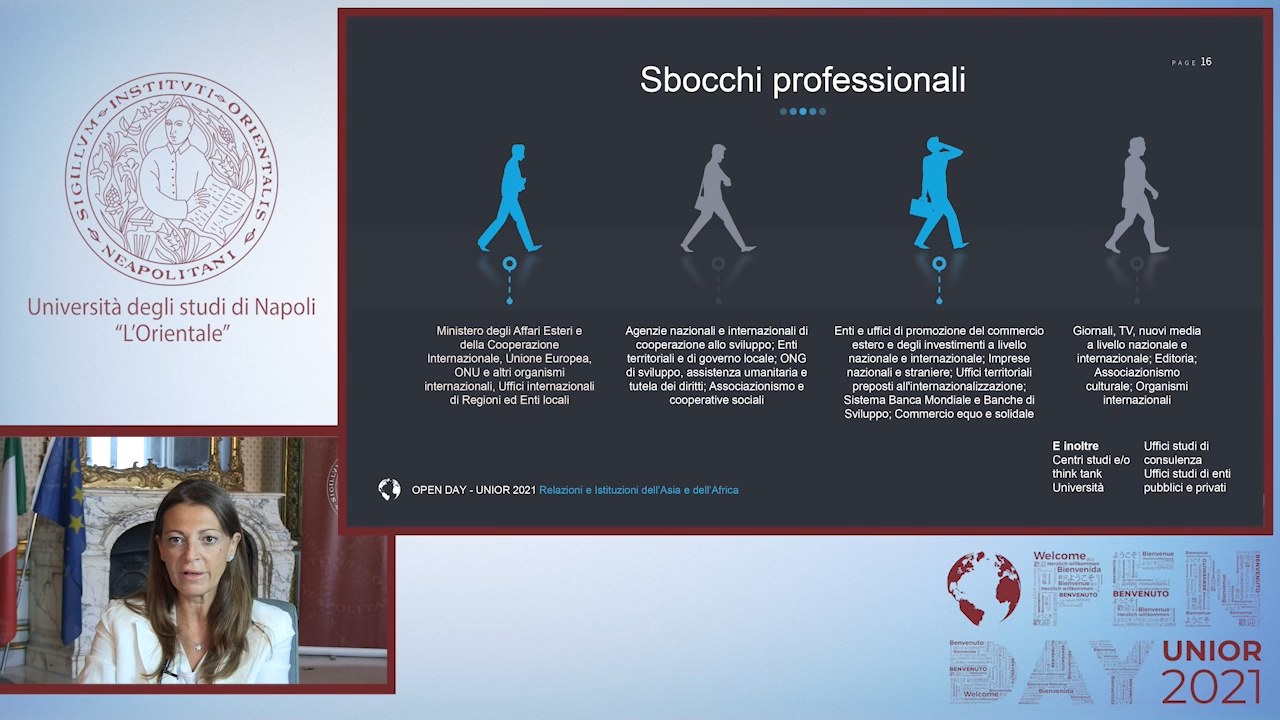 SIGILLVM INSTITVTI ORIENTALIS
NEAPOLITANI
Università degli studi di Napoli
“L’Orientale”
PAGE 16
Sbocchi professionali
Ministero degli Affari Esteri e
della Cooperazione
Internazionale, Unione Europea,
ONU e altri organismi
internazionali, Uffici internazionali
di Regioni ed Enti locali
Agenzie nazionali e internazionali di
cooperazione allo sviluppo; Enti
territoriali e di governo locale; ONG
di sviluppo, assistenza umanitaria e
tutela dei diritti; Associazionismo e
cooperative sociali
Enti e uffici di promozione del commercio
estero e degli investimenti a livello
nazionale e internazionale; Imprese
nazionali e straniere; Uffici territoriali
preposti all'internazionalizzazione;
Sistema Banca Mondiale e Banche di
Sviluppo; Commercio equo e solidale
Giornali, TV, nuovi media
a livello nazionale e
internazionale; Editoria;
Associazionismo
culturale; Organismi
internazionali
E inoltre
Centri studi e/o
think tank
Università
Uffici studi di
consulenza
Uffici studi di enti
pubblici e privati
OPEN DAY - UNIOR 2021 Relazioni e Istituzioni dell'Asia e dell'Africa
OPEN
Welcome
Bienvenida
BENVENUTO
Bienvenue
BENVENUTO
DAY
UNIOR
2021
Benvenuto
BENVENUTO
Welcome